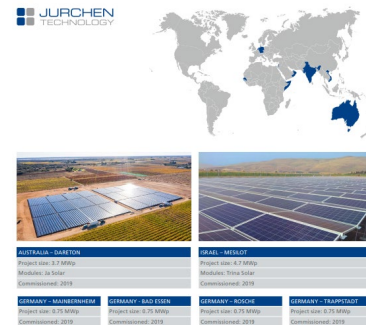 JURCHEN
TECHNOLOGY
AUSTRALIA – DARETON
Project size: 3.7 MWp
Modules: Ja Solar
Commissioned: 2019
ISRAEL – MESILOT
Project size: 4.7 MWp
Modules: Trina Solar
Commissioned: 2019
GERMANY – MAINBERNHEIM
Project size: 0.75 MWp
Commissioned: 2019
GERMANY - BAD ESSEN
Project size: 0.75 MWp
Commissioned: 2019
GERMANY – ROSCHE
Project size: 0.75 MWp
Commissioned: 2019
GERMANY – TRAPPSTADT
Project size: 0.75 MWp
Commissioned: 2019